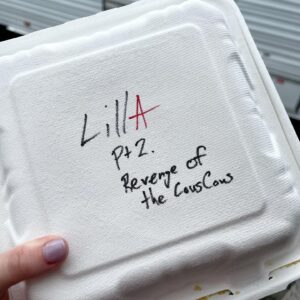 LillA
Pt 2.
Revenge of
the CousCous